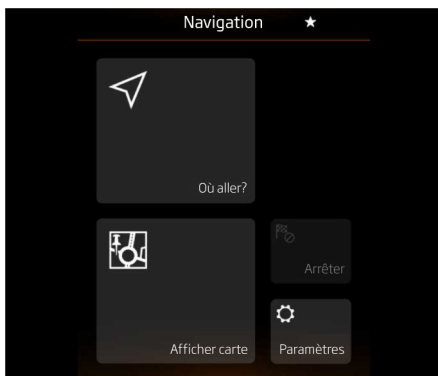 Navigation
Où aller?
Arrêter
Afficher carte
Paramètres